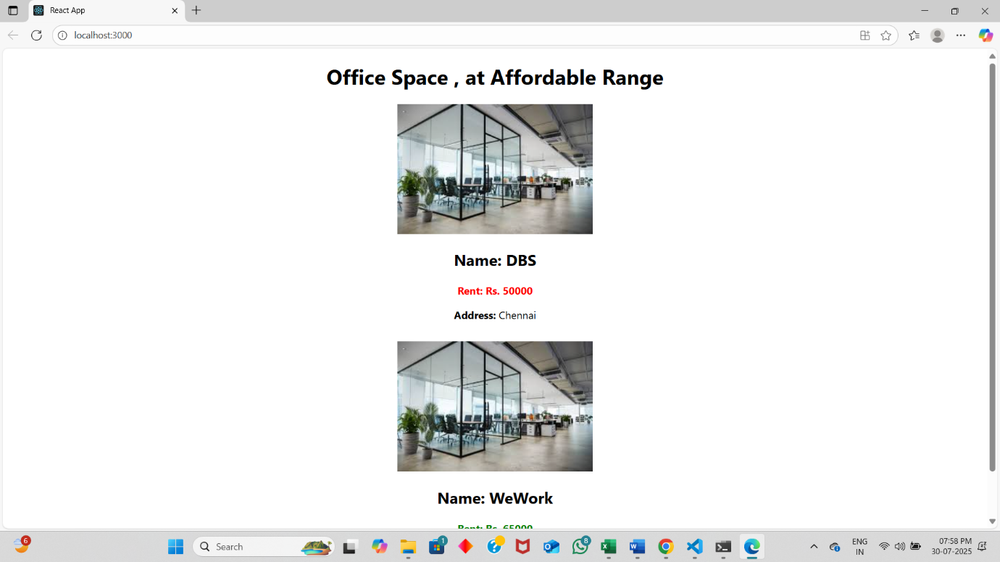 React App
localhost:3000
Office Space , at Affordable Range
Name: DBS
Rent: Rs. 50000
Address: Chennai
Name: WeWork
Rent: Rs. 65000
6
Search
1
8
ENG
IN
07:58 PM
30-07-2025